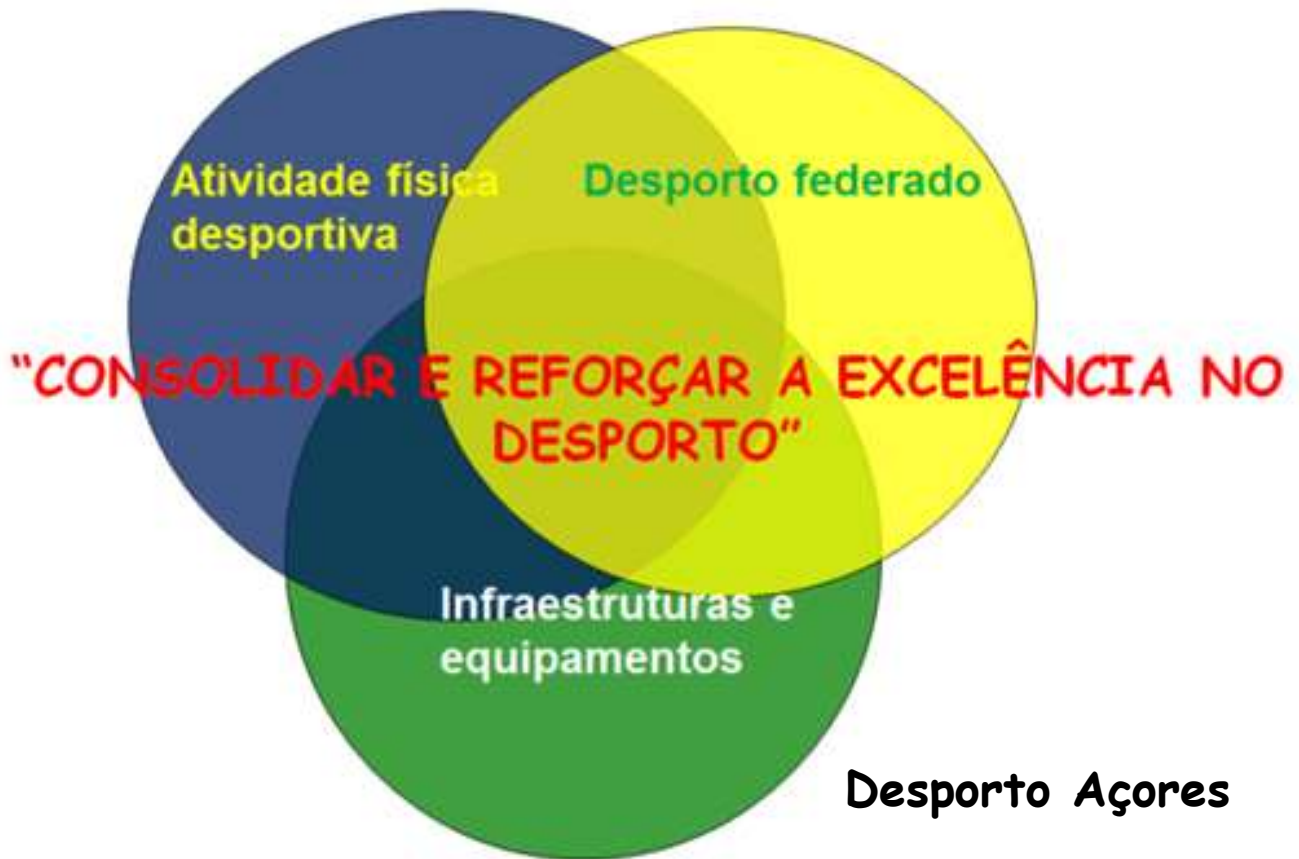 Atividade física
desportiva
Desporto federado
"CONSOLIDAR E REFORÇAR A EXCELÊNCIA NO
DESPORTO"
Infraestruturas e
equipamentos
Desporto Açores